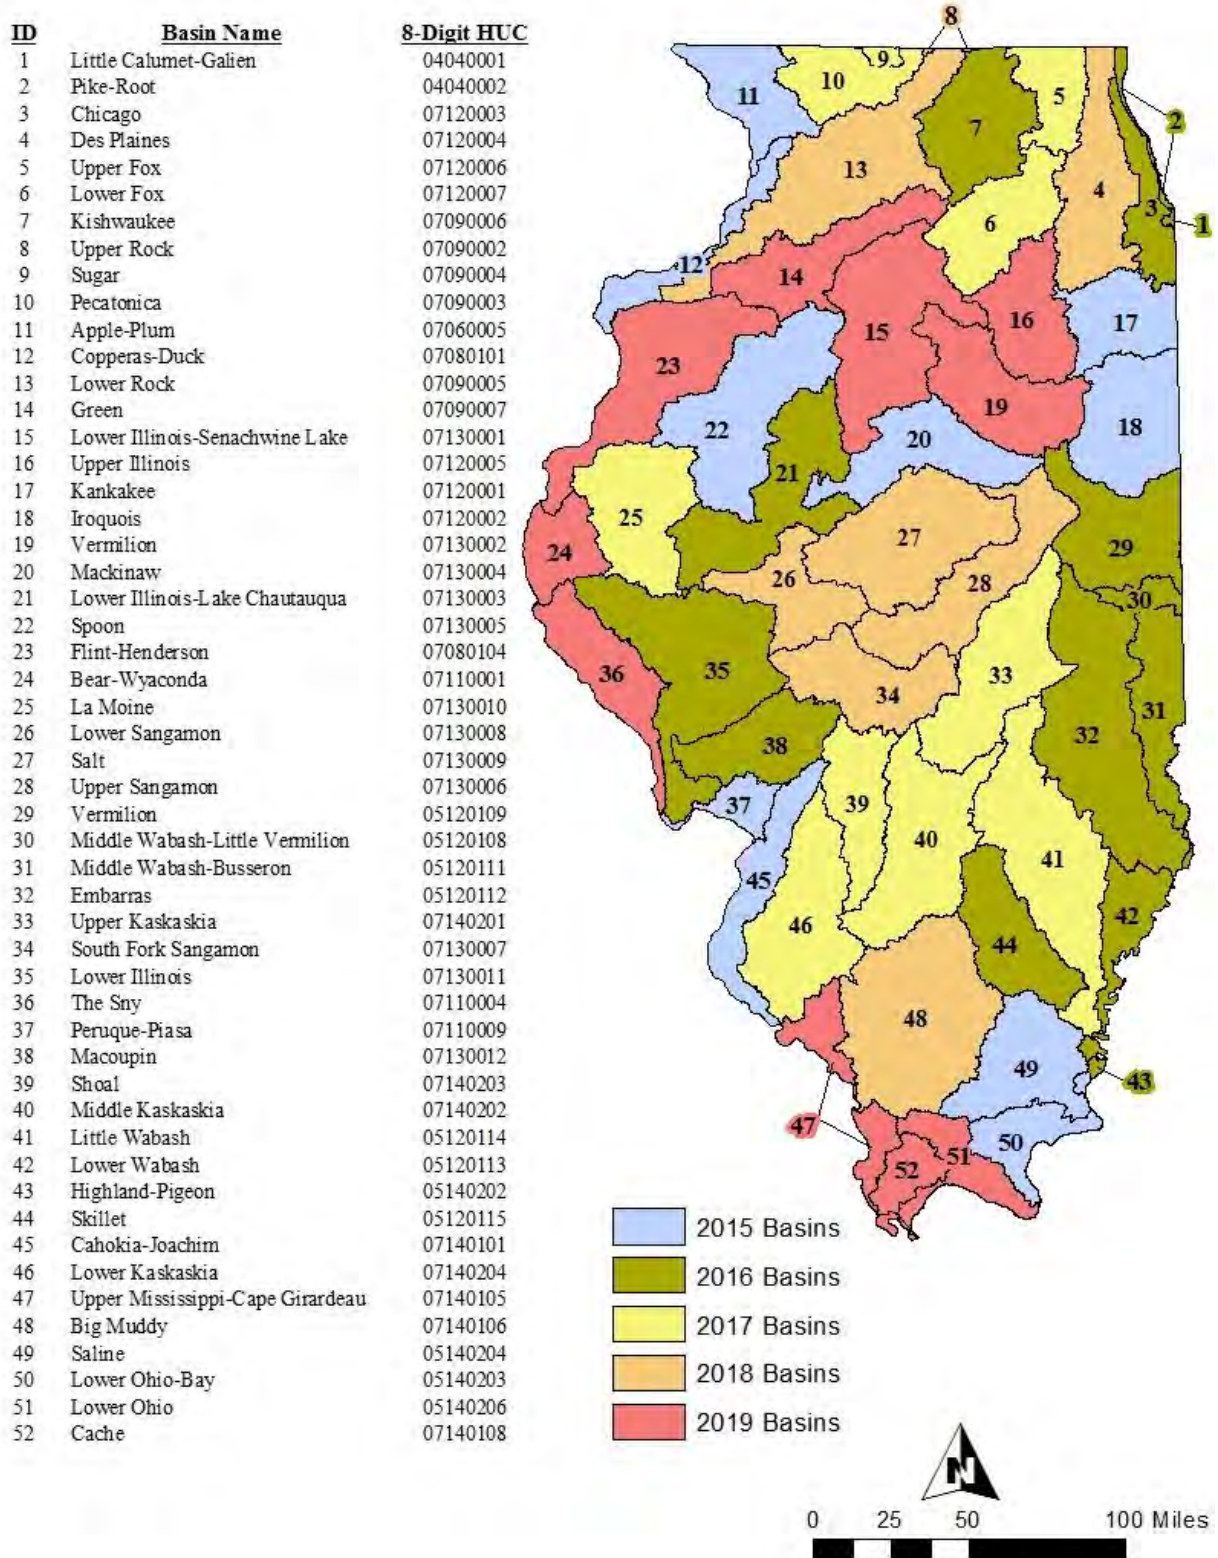 ID Basin Name 8-Digit HUC
1 Little Calumet-Galien 04040001
2 Pike-Root 04040002
3 Chicago 07120003
4 Des Plaines 07120004
5 Upper Fox 07120006
6 Lower Fox 07120007
7 Kishwaukee 07090006
8 Upper Rock 07090002
9 Sugar 07090004
10 Pecatonica 07090003
11 Apple-Plum 07060005
12 Copperas-Duck 07080101
13 Lower Rock 07090005
14 Green 07090007
15 Lower Illinois-Senachwine Lake 07130001
16 Upper Illinois 07120005
17 Kankakee 07120001
18 Iroquois 07120002
19 Vermilion 07130002
20 Mackinaw 07130004
21 Lower Illinois-Lake Chautauqua 07130003
22 Spoon 07130005
23 Flint-Henderson 07080104
24 Bear-Wyaconda 07110001
25 La Moine 07130010
26 Lower Sangamon 07130008
27 Salt 07130009
28 Upper Sangamon 07130006
29 Vermilion 05120109
30 Middle Wabash-Little Vermilion 05120108
31 Middle Wabash-Busseron 05120111
32 Embarras 05120112
33 Upper Kaskaskia 07140201
34 South Fork Sangamon 07130007
35 Lower Illinois 07130011
36 The Sny 07110004
37 Peruque-Piasa 07110009
38 Macoupin 07130012
39 Shoal 07140203
40 Middle Kaskaskia 07140202
41 Little Wabash 05120114
42 Lower Wabash 05120113
43 Highland-Pigeon 05140202
44 Skillet 05120115
45 Cahokia-Joachim 07140101
46 Lower Kaskaskia 07140204
47 Upper Mississippi-Cape Girardeau 07140105
48 Big Muddy 07140106
49 Saline 05140204
50 Lower Ohio-Bay 05140203
51 Lower Ohio 05140206
52 Cache 07140108
8
9
10
11
5
7
2
13
4
3
6
1
12
14
16
17
15
23
19
18
22
20
21
25
27
29
24
26
28
30
35
36
33
34
31
32
38
37
39
40
41
45
42
46
44
48
49
43
47
50
51
52
2015 Basins
2016 Basins
2017 Basins
2018 Basins
2019 Basins
N
0 25 50 100 Miles